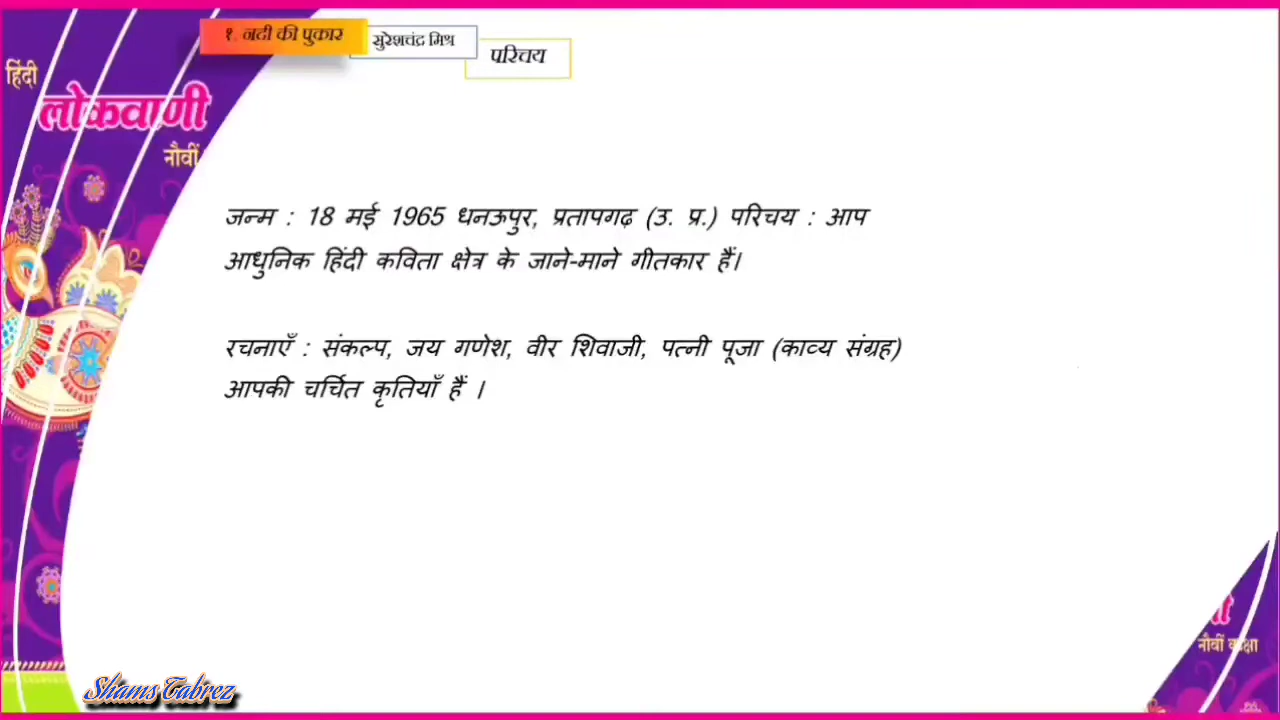 १. नदी की पुकार
सुरेशचंद्र मिश्र
परिचय
हिंदी
लोकवाणी
नौवीं
जन्म : 18 मई 1965 धनऊपुर, प्रतापगढ़ (उ. प्र.) परिचय : आप
आधुनिक हिंदी कविता क्षेत्र के जाने-माने गीतकार हैं।
रचनाएँ : संकल्प, जय गणेश, वीर शिवाजी, पत्नी पूजा (काव्य संग्रह)
आपकी चर्चित कृतियाँ हैं ।
नौवीं कक्षा
Shams Tabrez